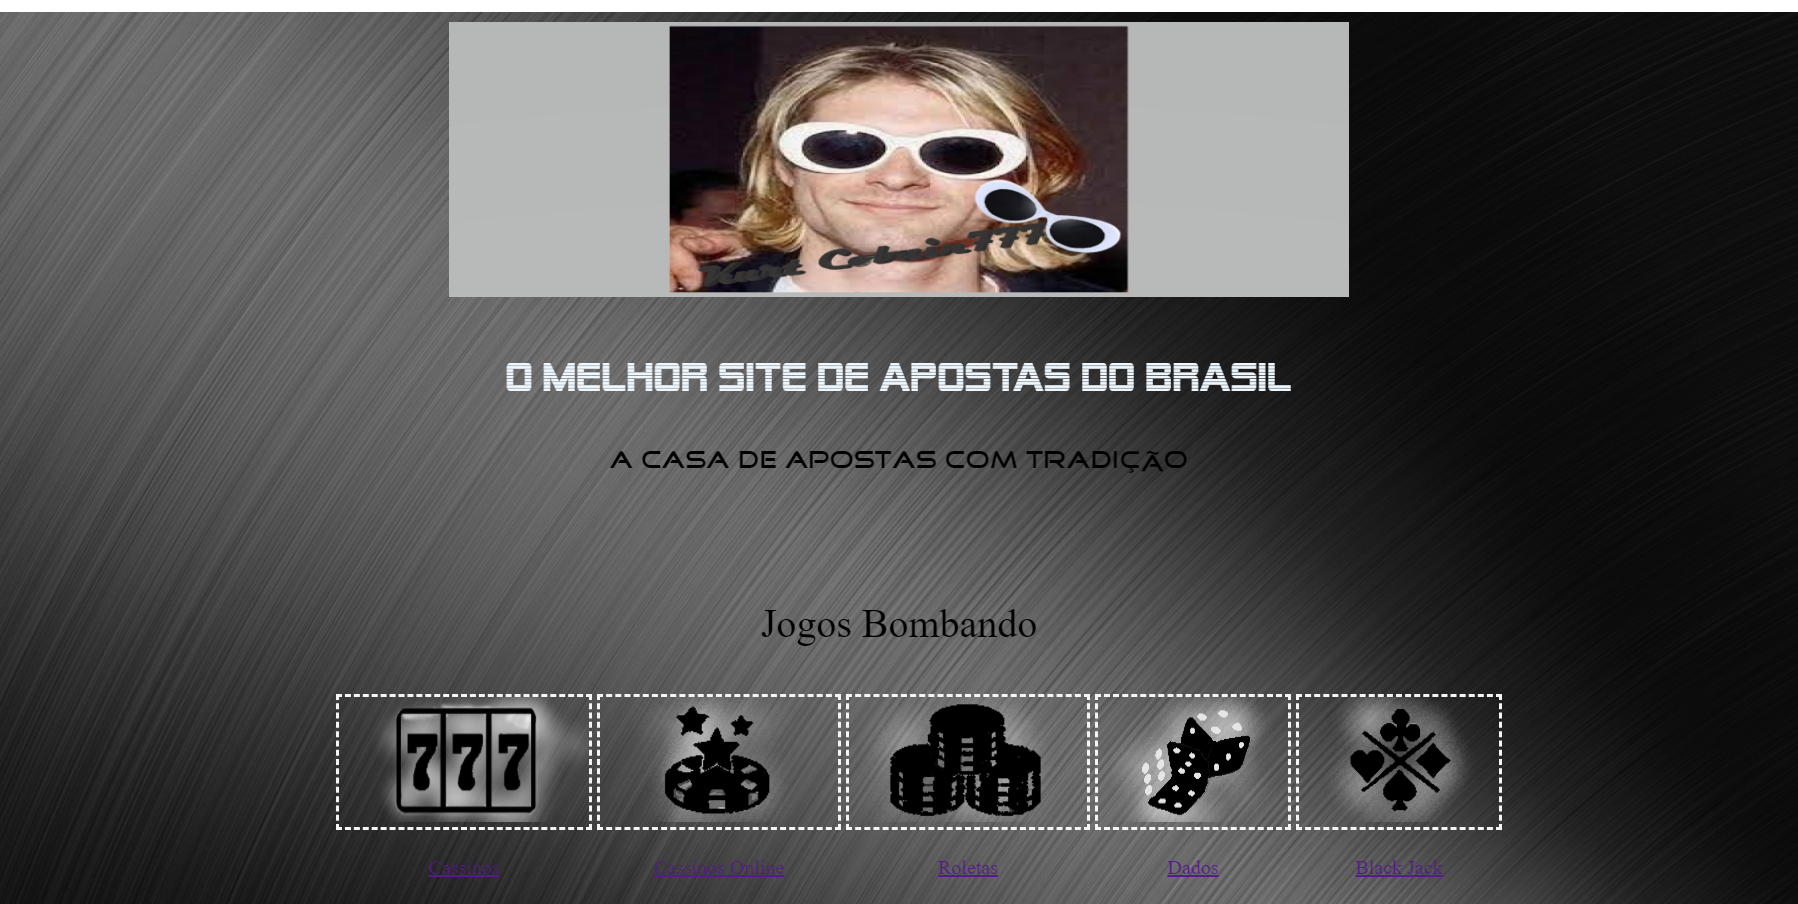 Kurt Cobain777
O MELHOR SITE DE APOSTAS DO BRASIL
A CASA DE APOSTAS COM TRADIÇÃO
Jogos Bombando
777
Cassinos
Cassinos Online
Roletas
Dados
Black Jack